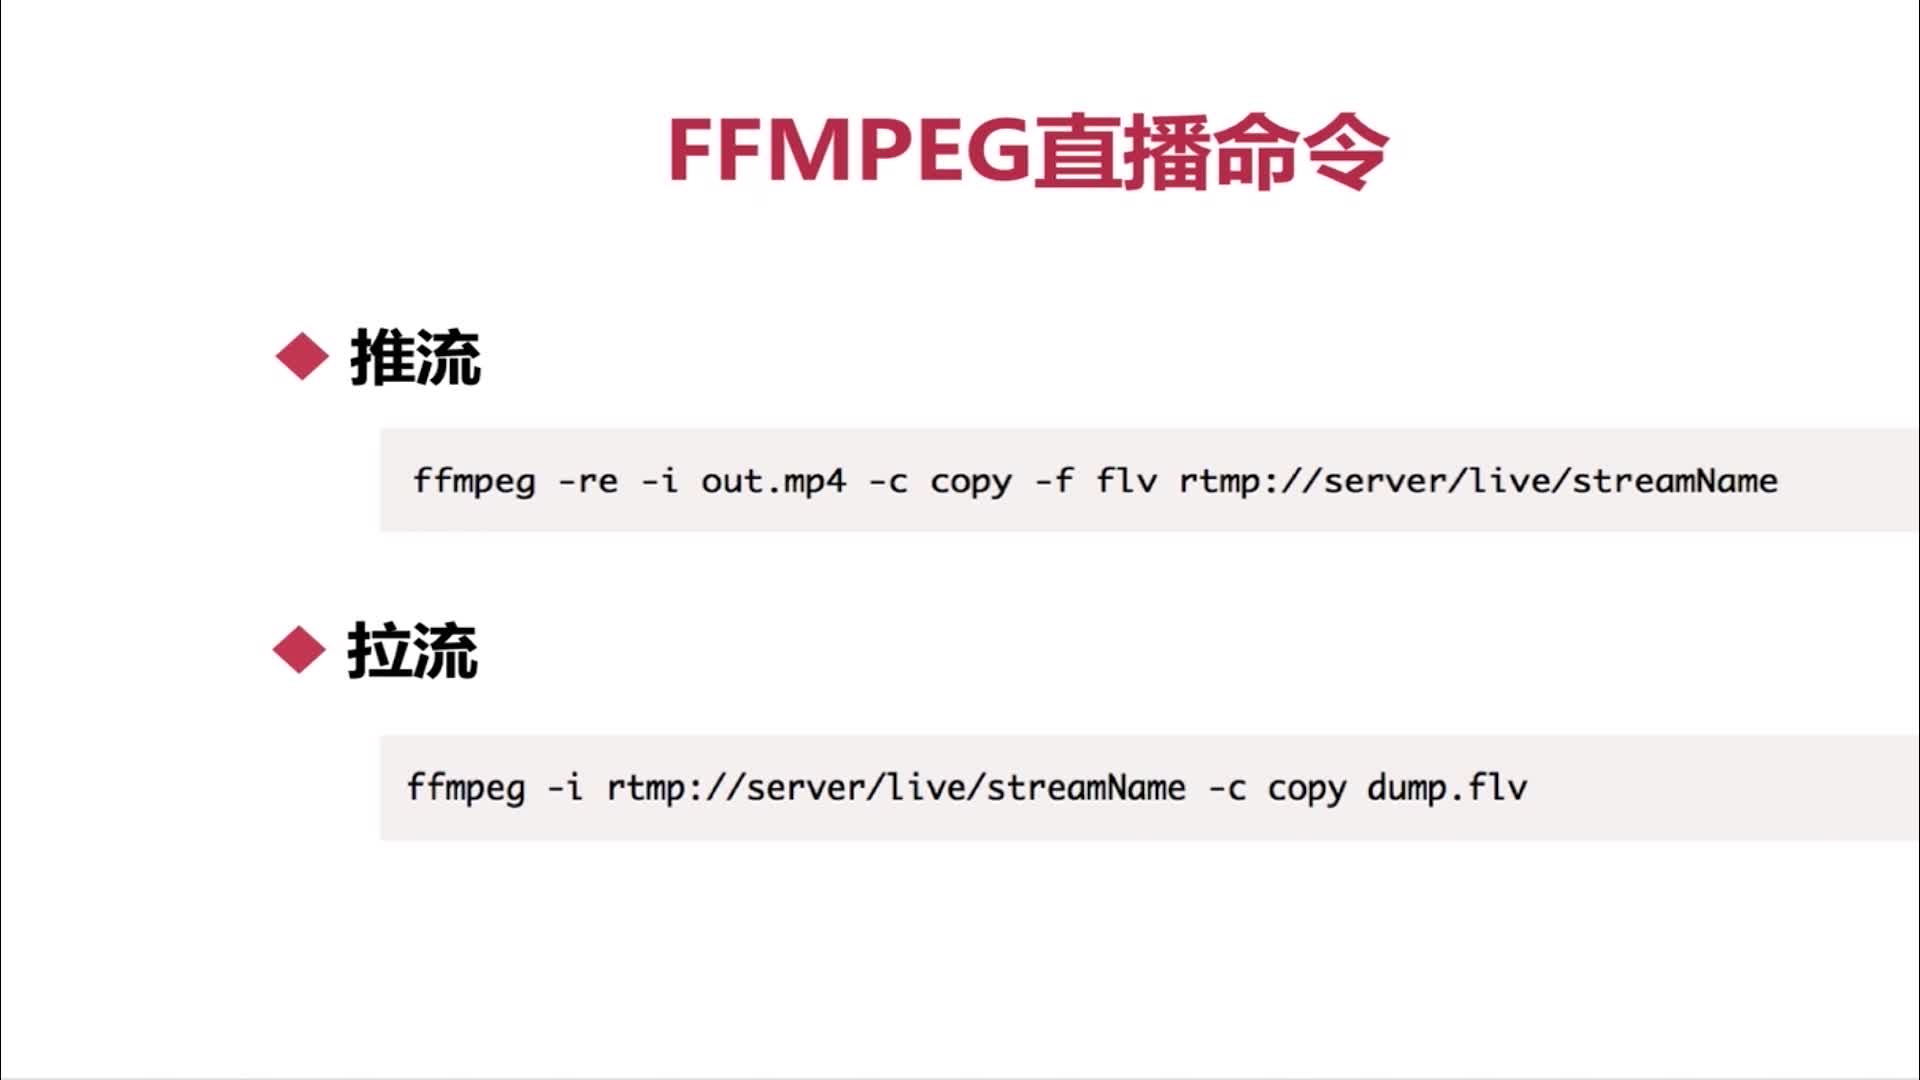 FFMPEG直播命令
推流
ffmpeg -re -i out.mp4 -c copy -f flv rtmp://server/live/streamName
拉流
ffmpeg -i rtmp://server/live/streamName -c copy dump.flv